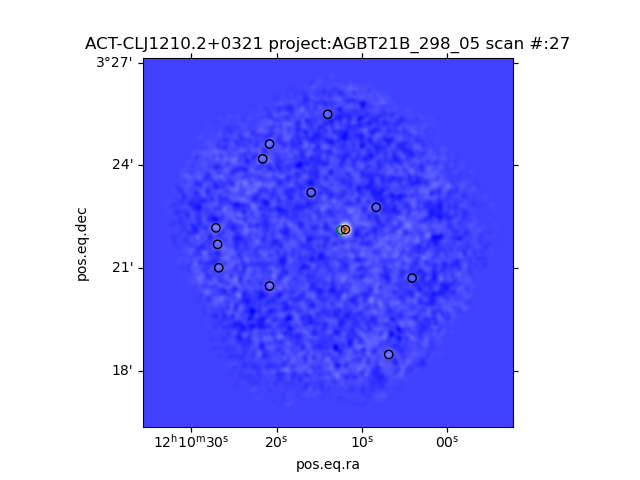 ACT-CLJ1210.2+0321 project:AGBT21B_298_05 scan #:27
3°27'
24'
21'
18'
pos.eq.dec
12ʰ10ᵐ30ˢ 20ˢ 10ˢ 00ˢ
pos.eq.ra